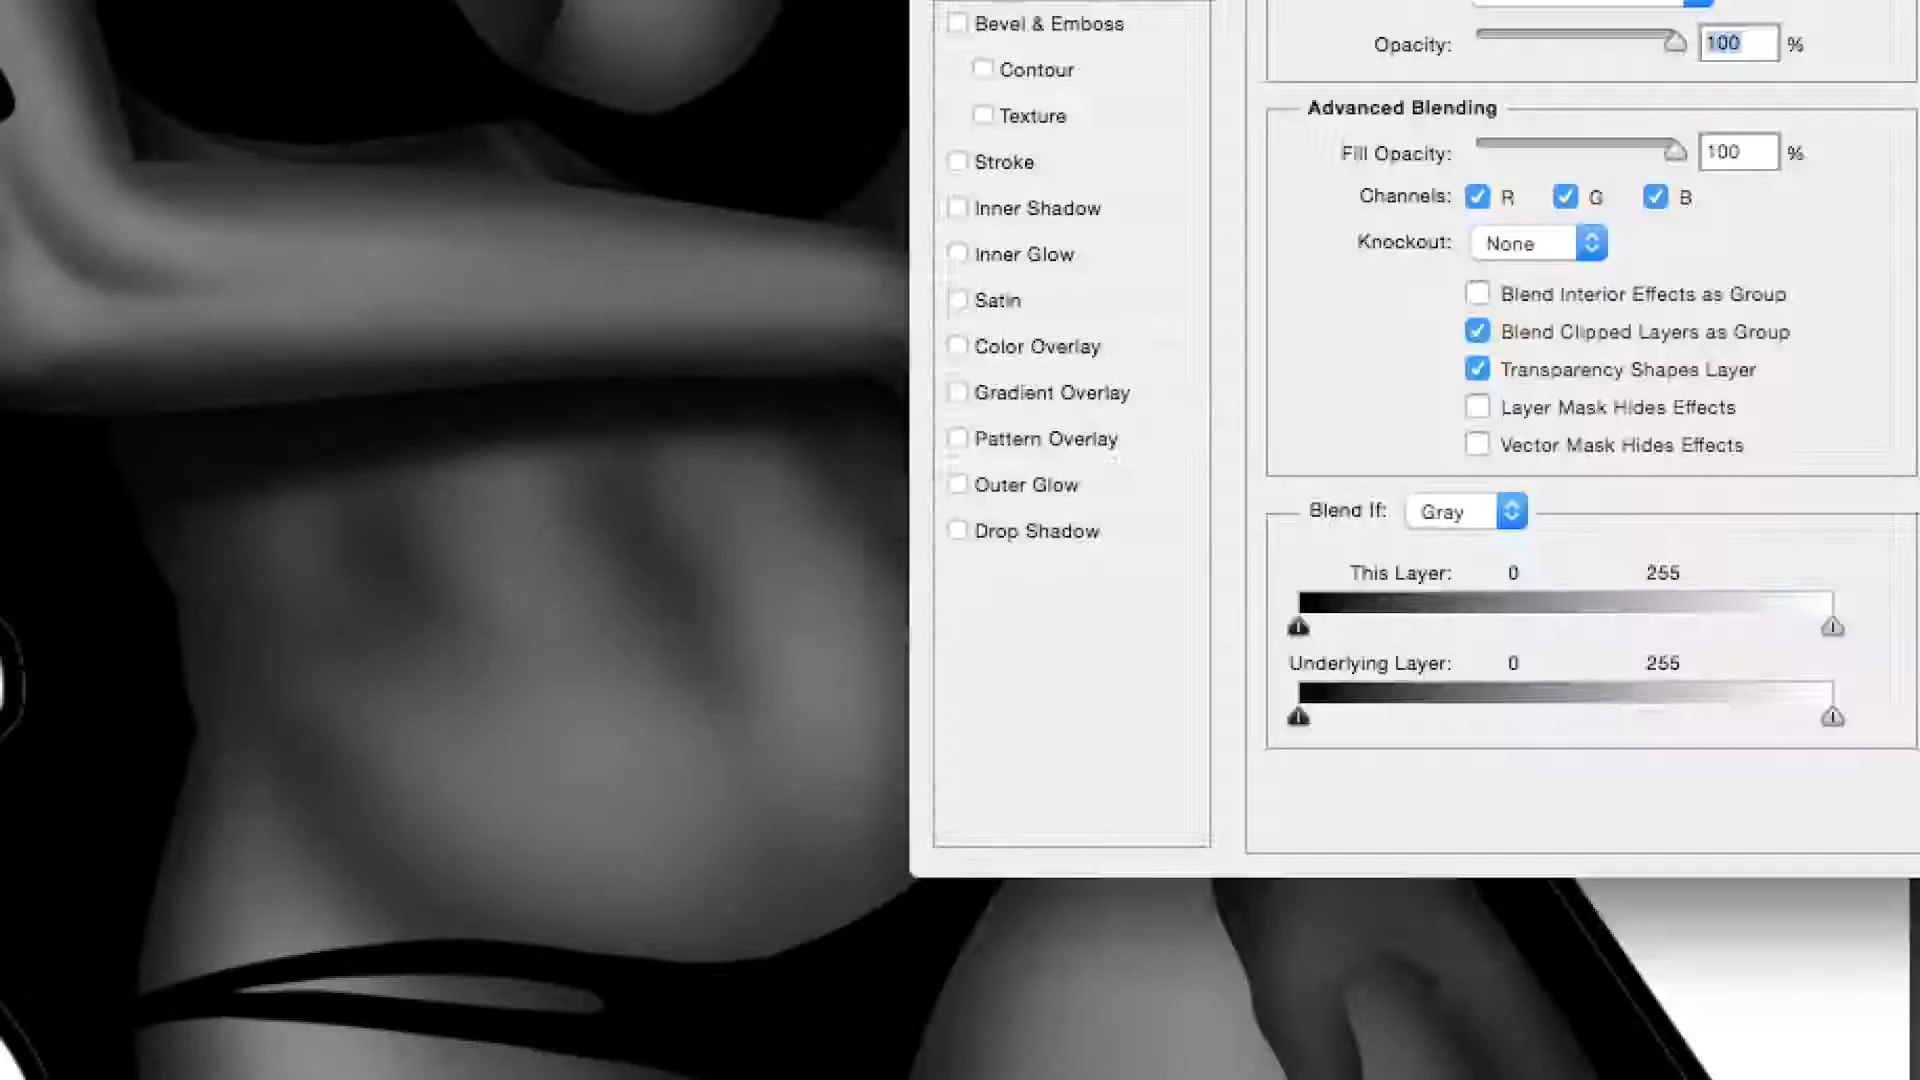 Bevel & Emboss
Contour
Texture
Stroke
Inner Shadow
Inner Glow
Satin
Color Overlay
Gradient Overlay
Pattern Overlay
Outer Glow
Drop Shadow
Opacity: 100 %
Advanced Blending
Fill Opacity: 100 %
Channels: R G B
Knockout: None
Blend Interior Effects as Group
Blend Clipped Layers as Group
Transparency Shapes Layer
Layer Mask Hides Effects
Vector Mask Hides Effects
Blend If: Gray
This Layer: 0 255
Underlying Layer: 0 255